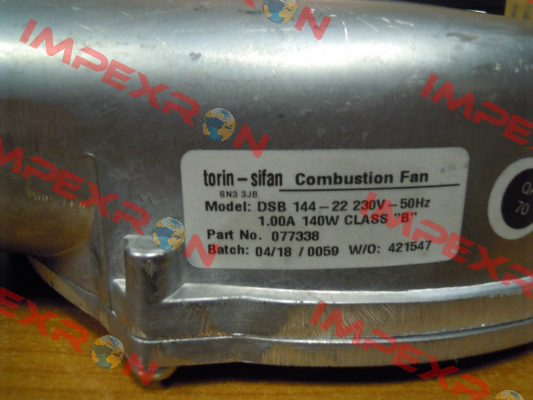 IMPEXRON
IMPEXRON
IMPEXRON
IMPEXRON
torin-sifan Combustion Fan
SN3 3JB
Model: DSB 144-22 230V-50Hz
1.00A 140W CLASS "B"
Part No. 077338
Batch: 04/18 /0059 W/O: 421547
70